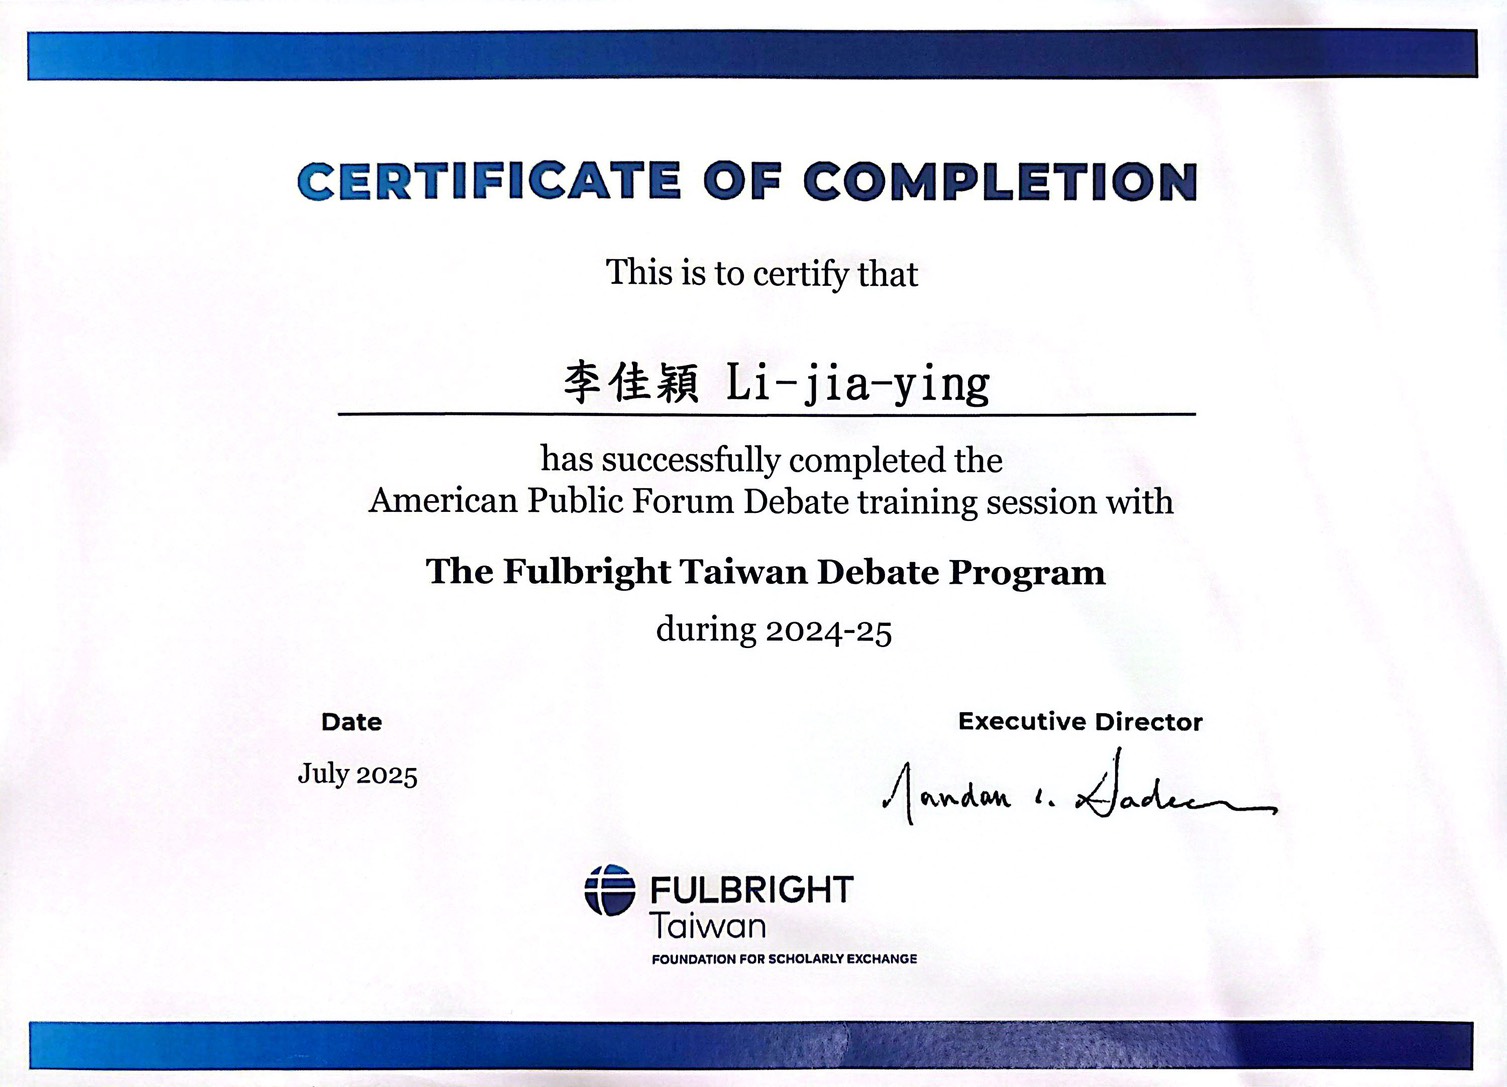 CERTIFICATE OF COMPLETION
This is to certify that
李佳穎 Li-jia-ying
has successfully completed the
American Public Forum Debate training session with
The Fulbright Taiwan Debate Program
during 2024-25
Date
Executive Director
July 2025
FULBRIGHT
Taiwan
FOUNDATION FOR SCHOLARLY EXCHANGE